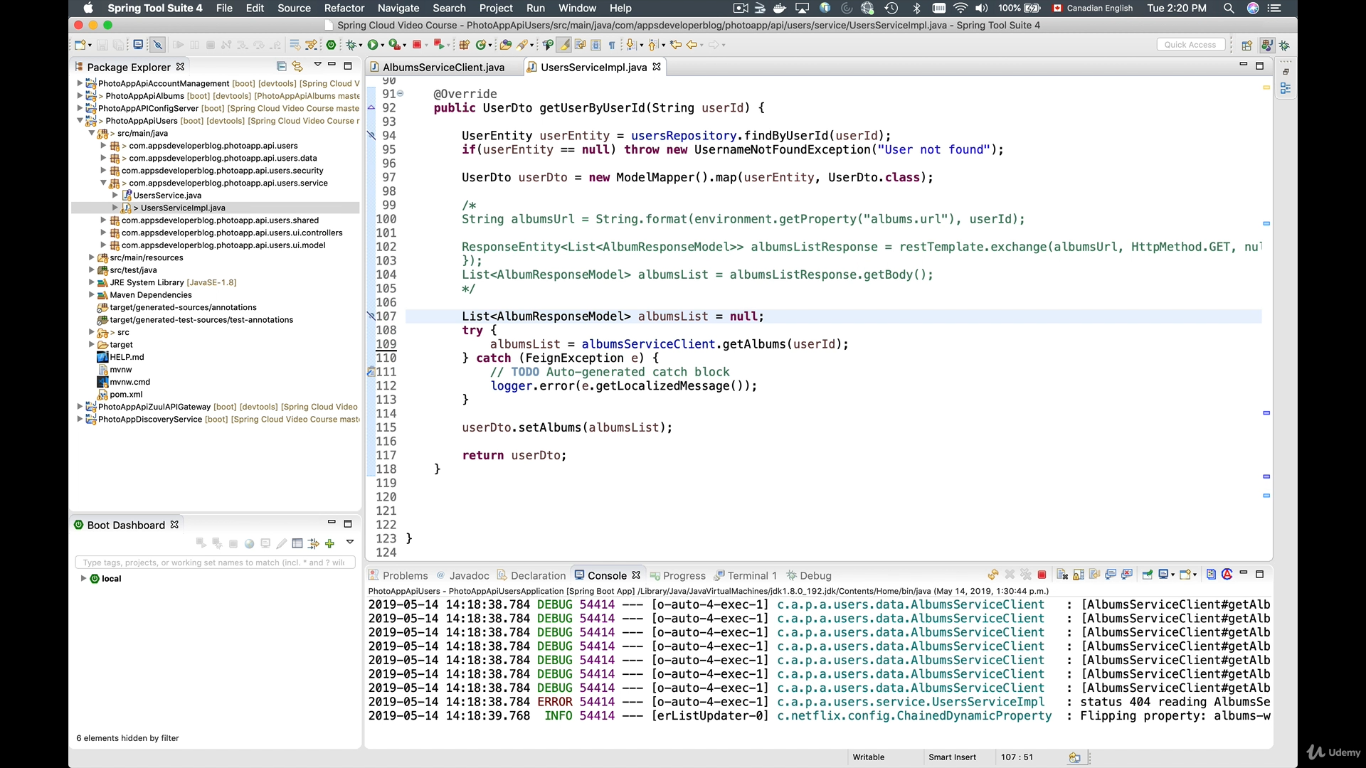 Spring Tool Suite 4 File Edit Source Refactor Navigate Search Project Run Window Help 100% Canadian English Tue 2:20 PM
Spring Cloud Video Course - PhotoAppApiUsers/src/main/java/com/appsdeveloperblog/photoapp/api/users/service/UsersServiceImpl.java - Spring Tool Suite 4
Quick Access
Package Explorer
PhotoAppApiAccountManagement [boot] [devtools] [Spring Cloud V
> PhotoAppApiAlbums [boot] [devtools] [PhotoAppApiAlbums maste
PhotoAppAPIConfigServer [boot] [Spring Cloud Video Course master
> PhotoAppApiUsers [boot] [devtools] [Spring Cloud Video Course m
> src/main/java
> com.appsdeveloperblog.photoapp.api.users
> com.appsdeveloperblog.photoapp.api.users.data
com.appsdeveloperblog.photoapp.api.users.security
> com.appsdeveloperblog.photoapp.api.users.service
UsersService.java
> UsersServiceImpl.java
com.appsdeveloperblog.photoapp.api.users.shared
com.appsdeveloperblog.photoapp.api.users.ui.controllers
com.appsdeveloperblog.photoapp.api.users.ui.model
src/main/resources
src/test/java
JRE System Library [JavaSE-1.8]
Maven Dependencies
target/generated-sources/annotations
target/generated-test-sources/test-annotations
> src
target
HELP.md
mvnw
mvnw.cmd
pom.xml
PhotoAppApiZuulAPIGateway [boot] [devtools] [Spring Cloud Video
PhotoAppDiscoveryService [boot] [Spring Cloud Video Course maste
Boot Dashboard
Type tags, projects, or working set names to match (incl. * and ? wil
local
6 elements hidden by filter
AlbumsServiceClient.java UsersServiceImpl.java
90
91 @Override
92 public UserDto getUserByUserId(String userId) {
93
94 UserEntity userEntity = usersRepository.findByUserId(userId);
95 if(userEntity == null) throw new UsernameNotFoundException("User not found");
96
97 UserDto userDto = new ModelMapper().map(userEntity, UserDto.class);
98
99 /*
100 String albumsUrl = String.format(environment.getProperty("albums.url"), userId);
101
102 ResponseEntity<List<AlbumResponseModel>> albumsListResponse = restTemplate.exchange(albumsUrl, HttpMethod.GET, nul
103 });
104 List<AlbumResponseModel> albumsList = albumsListResponse.getBody();
105 */
106
107 List<AlbumResponseModel> albumsList = null;
108 try {
109 albumsList = albumsServiceClient.getAlbums(userId);
110 } catch (FeignException e) {
111 // TODO Auto-generated catch block
112 logger.error(e.getLocalizedMessage());
113 }
114
115 userDto.setAlbums(albumsList);
116
117 return userDto;
118 }
119
120
121
122
123 }
124
Problems Javadoc Declaration Console Progress Terminal 1 Debug
PhotoAppApiUsers - PhotoAppApiUsersApplication [Spring Boot App] /Library/Java/JavaVirtualMachines/jdk1.8.0_192.jdk/Contents/Home/bin/java (May 14, 2019, 1:30:44 p.m.)
2019-05-14 14:18:38.784 DEBUG 54414 --- [o-auto-4-exec-1] c.a.p.a.users.data.AlbumsServiceClient : [AlbumsServiceClient#getAlb
2019-05-14 14:18:38.784 DEBUG 54414 --- [o-auto-4-exec-1] c.a.p.a.users.data.AlbumsServiceClient : [AlbumsServiceClient#getAlb
2019-05-14 14:18:38.784 DEBUG 54414 --- [o-auto-4-exec-1] c.a.p.a.users.data.AlbumsServiceClient : [AlbumsServiceClient#getAlb
2019-05-14 14:18:38.784 DEBUG 54414 --- [o-auto-4-exec-1] c.a.p.a.users.data.AlbumsServiceClient : [AlbumsServiceClient#getAlb
2019-05-14 14:18:38.784 DEBUG 54414 --- [o-auto-4-exec-1] c.a.p.a.users.data.AlbumsServiceClient : [AlbumsServiceClient#getAlb
2019-05-14 14:18:38.784 DEBUG 54414 --- [o-auto-4-exec-1] c.a.p.a.users.data.AlbumsServiceClient : [AlbumsServiceClient#getAlb
2019-05-14 14:18:38.784 DEBUG 54414 --- [o-auto-4-exec-1] c.a.p.a.users.data.AlbumsServiceClient : [AlbumsServiceClient#getAlb
2019-05-14 14:18:38.784 ERROR 54414 --- [o-auto-4-exec-1] c.a.p.a.users.service.UsersServiceImpl : status 404 reading AlbumsSe
2019-05-14 14:18:39.768 INFO 54414 --- [erListUpdater-0] c.netflix.config.ChainedDynamicProperty : Flipping property: albums-w
Writable Smart Insert 107 : 51
Udemy